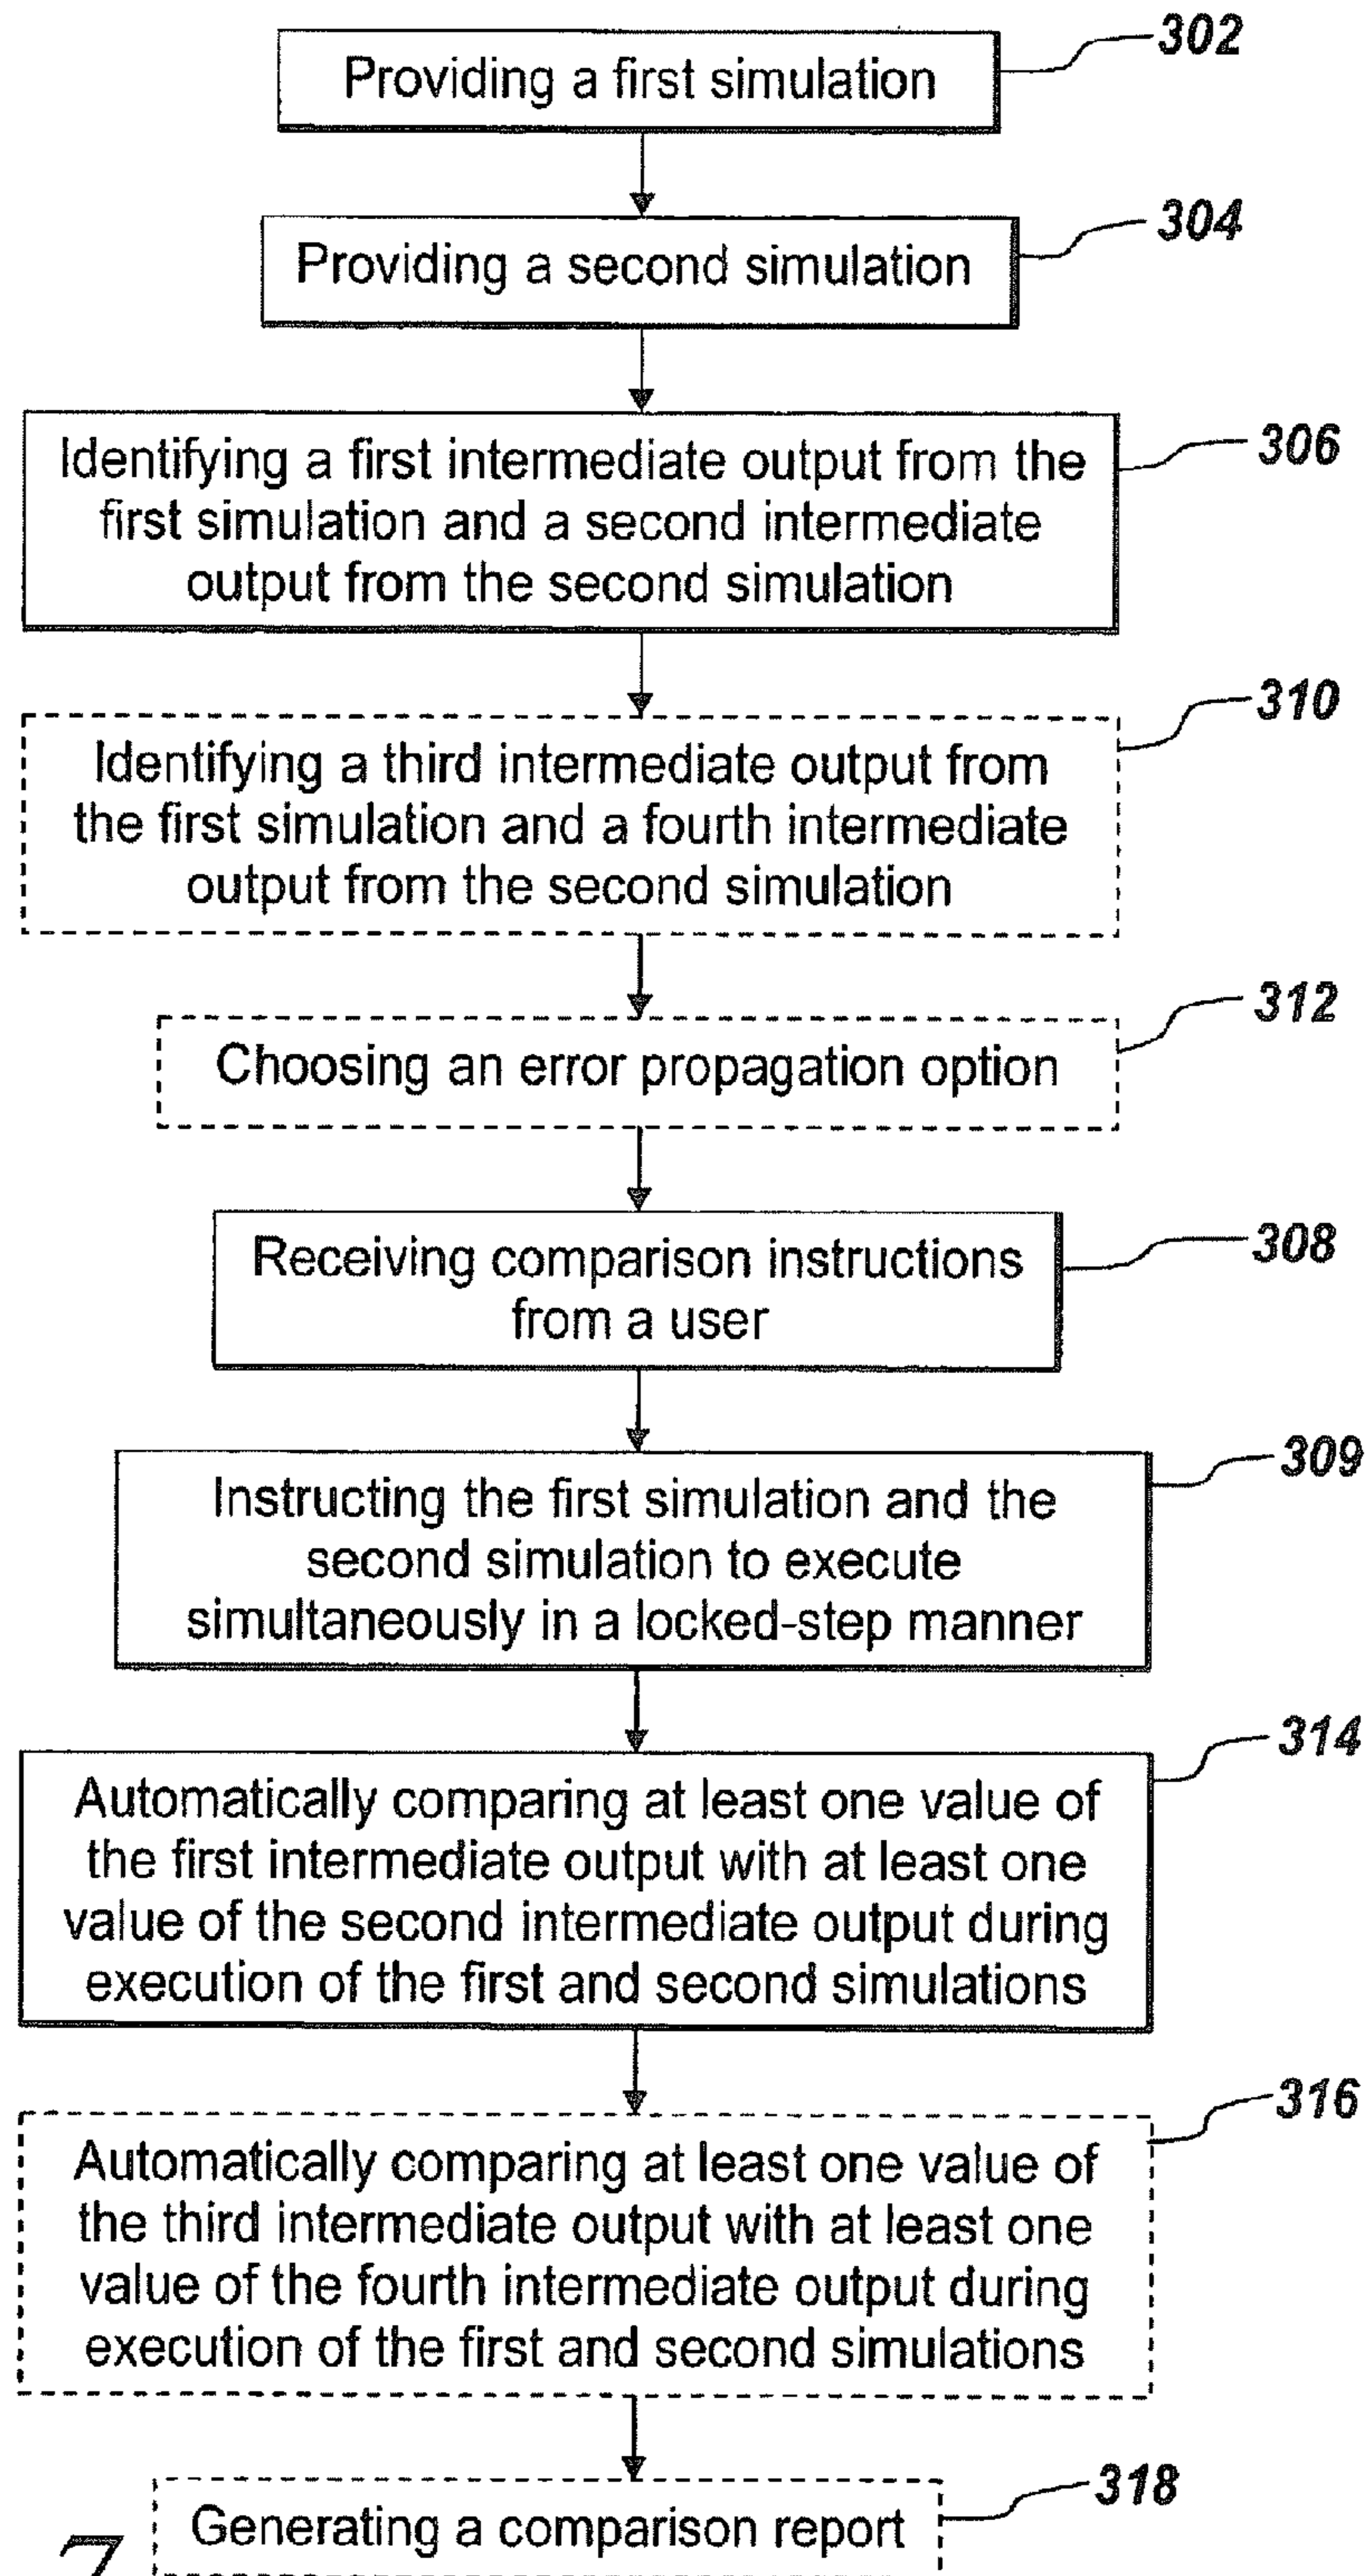 302
Providing a first simulation
304
Providing a second simulation
306
Identifying a first intermediate output from the
first simulation and a second intermediate
output from the second simulation
310
Identifying a third intermediate output from
the first simulation and a fourth intermediate
output from the second simulation
312
Choosing an error propagation option
308
Receiving comparison instructions
from a user
309
Instructing the first simulation and the
second simulation to execute
simultaneously in a locked-step manner
314
Automatically comparing at least one value of
the first intermediate output with at least one
value of the second intermediate output during
execution of the first and second simulations
316
Automatically comparing at least one value of
the third intermediate output with at least one
value of the fourth intermediate output during
execution of the first and second simulations
318
Generating a comparison report